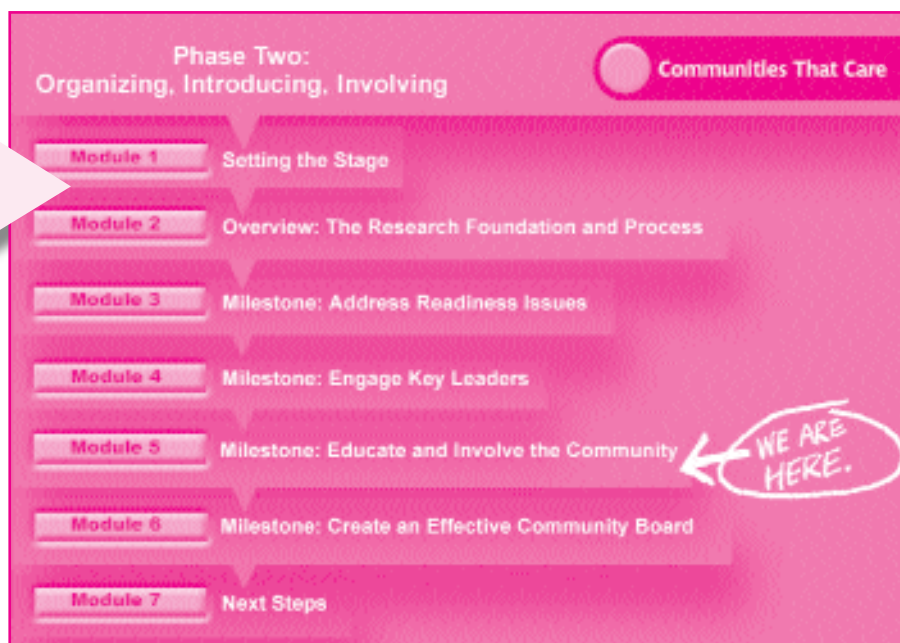 Phase Two:
Organizing, Introducing, Involving
Communities That Care
Module 1 Setting the Stage
Module 2 Overview: The Research Foundation and Process
Module 3 Milestone: Address Readiness Issues
Module 4 Milestone: Engage Key Leaders
Module 5 Milestone: Educate and Involve the Community
WE ARE
HERE.
Module 6 Milestone: Create an Effective Community Board
Module 7 Next Steps